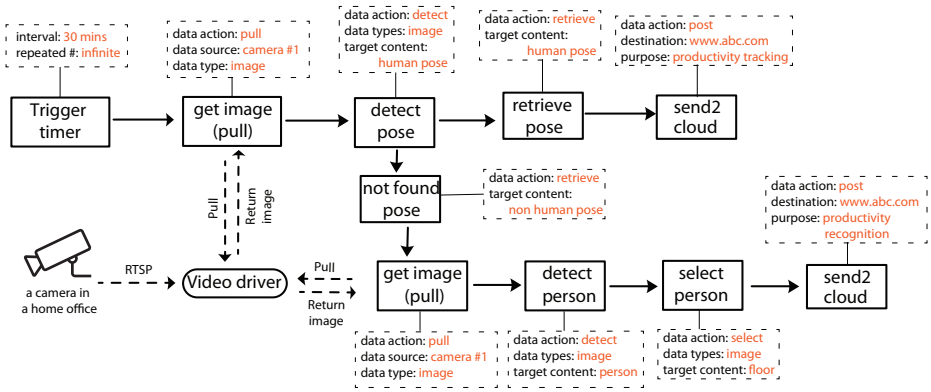 interval: 30 mins
repeated #: infinite
data action: pull
data source: camera #1
data type: image
data action: detect
data types: image
target content:
human pose
data action: retrieve
target content:
human pose
data action: post
destination: www.abc.com
purpose: productivity tracking
Trigger
timer
get image
(pull)
detect
pose
retrieve
pose
send2
cloud
not found
pose
data action: retrieve
target content:
non human pose
data action: post
destination: www.abc.com
purpose: productivity
recognition
Pull
Return
image
a camera in
a home office
RTSP
Video driver
Pull
Return
image
get image
(pull)
detect
person
select
person
send2
cloud
data action:
pull
data source: camera #1
data type: image
data action: detect
data types: image
target content: person
data action: select
data types: image
target content: floor